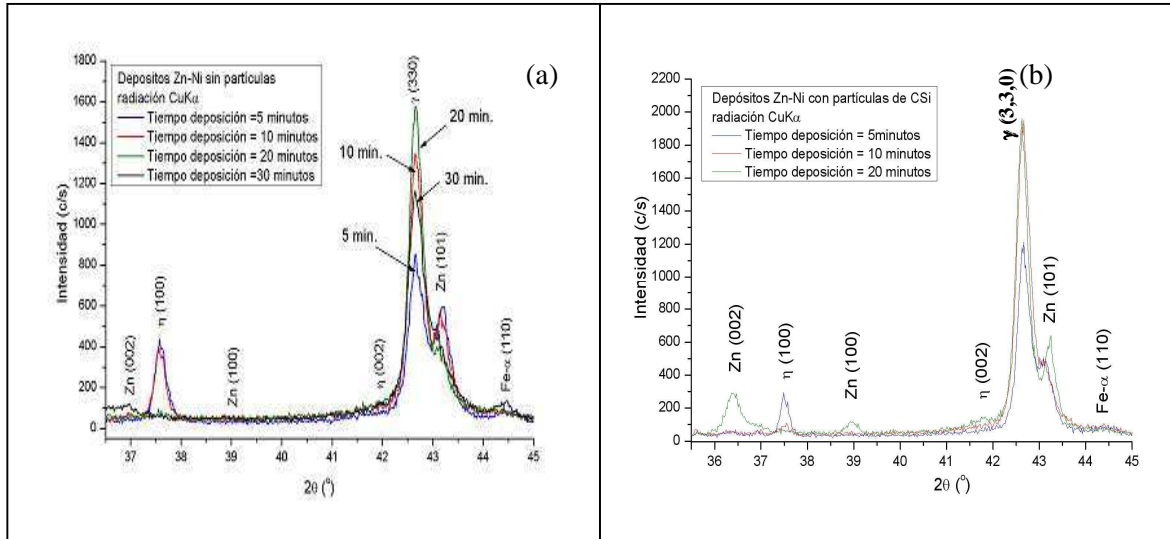 (a)
Depositos Zn-Ni sin partículas
radiación CuKα
Tiempo deposición =5 minutos
Tiempo deposición = 10 minutos
Tiempo deposición = 20 minutos
Tiempo deposición =30 minutos
1800
1600
1400
1200
1000
800
600
400
200
0
Intensidad (c/s)
γ (330)
20 min.
10 min.
30 min.
5 min.
Zn (101)
Zn (002)
η (100)
Zn (100)
η (002)
Fe-α (110)
37 38 39 40 41 42 43 44 45
2θ (°)
(b)
Depósitos Zn-Ni con partículas de CSi
radiación CuKα
Tiempo deposición = 5minutos
Tiempo deposición = 10 minutos
Tiempo deposición = 20 minutos
2200
2000
1800
1600
1400
1200
1000
800
600
400
200
0
Intensidad (c/s)
γ (3,3,0)
Zn (101)
Zn (002)
η (100)
Zn (100)
η (002)
Fe-α (110)
36 37 38 39 40 41 42 43 44 45
2θ (°)